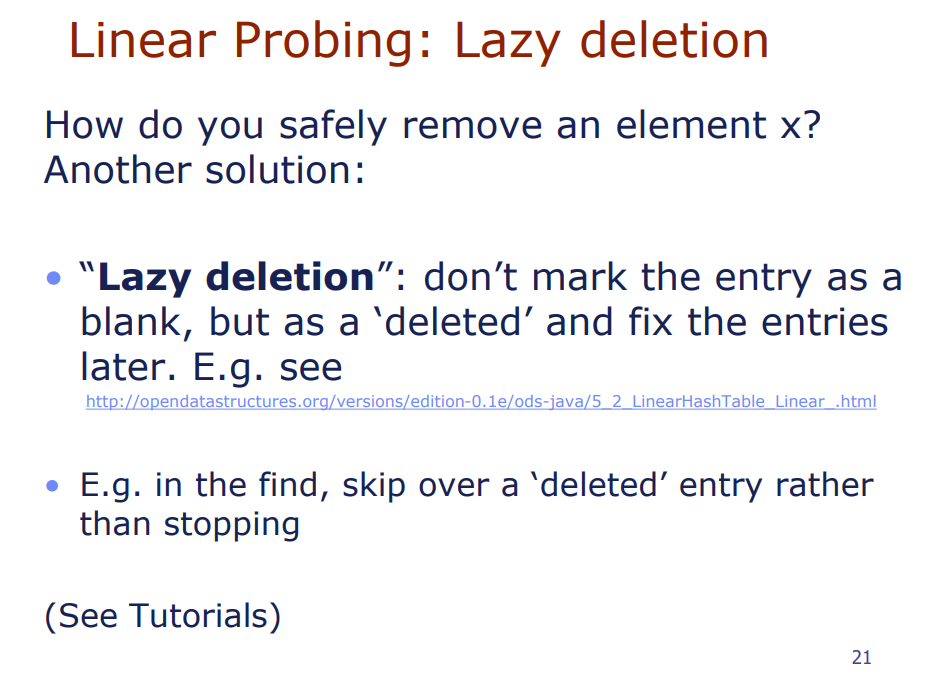 Linear Probing: Lazy deletion
How do you safely remove an element x?
Another solution:
• “Lazy deletion”: don’t mark the entry as a
blank, but as a ‘deleted’ and fix the entries
later. E.g. see
http://opendatastructures.org/versions/edition-0.1e/ods-java/5_2_LinearHashTable_Linear_.html
• E.g. in the find, skip over a ‘deleted’ entry rather
than stopping
(See Tutorials)
21